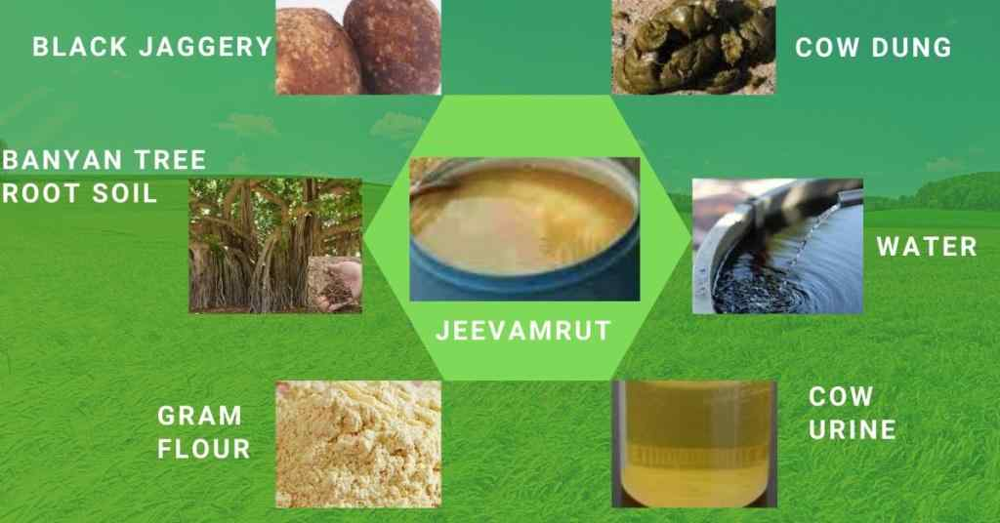 BLACK JAGGERY
COW DUNG
BANYAN TREE
ROOT SOIL
WATER
JEEVAMRUT
GRAM
FLOUR
COW
URINE